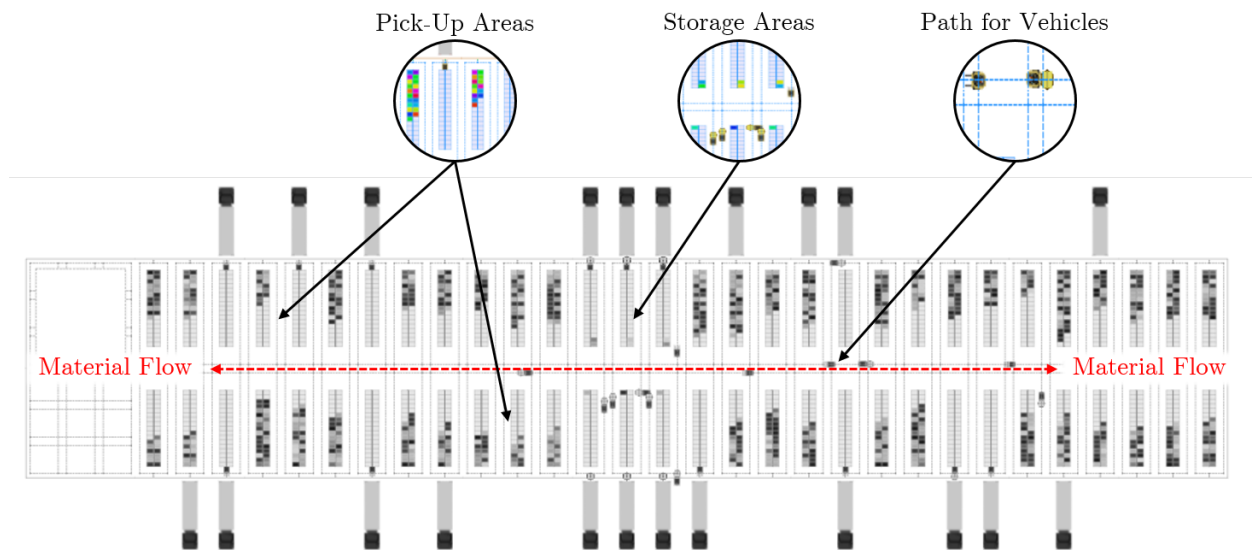 Pick-Up Areas
Storage Areas
Path for Vehicles
Material Flow
Material Flow